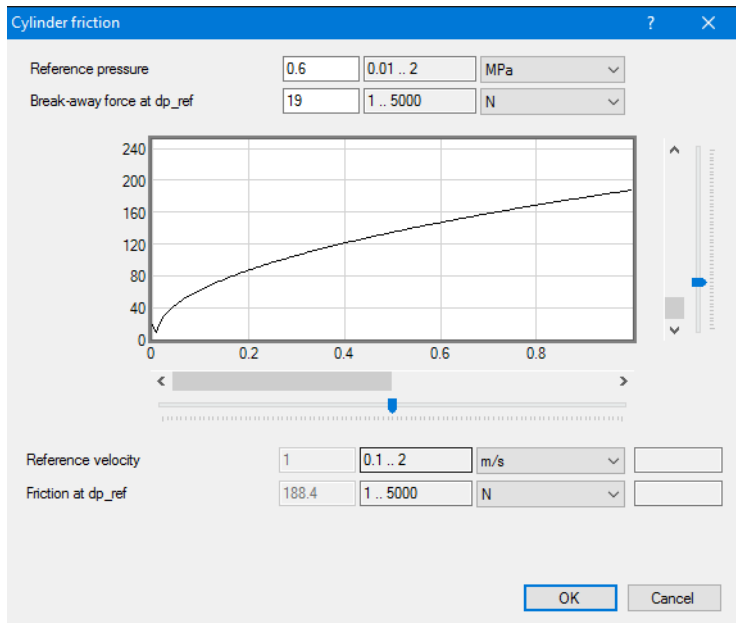 Cylinder friction ?
Reference pressure 0.6 0.01 .. 2 MPa
Break-away force at dp_ref 19 1 .. 5000 N
240
200
160
120
80
40
0
0 0.2 0.4 0.6 0.8
Reference velocity 1 0.1 .. 2 m/s
Friction at dp_ref 188.4 1 .. 5000 N
OK Cancel